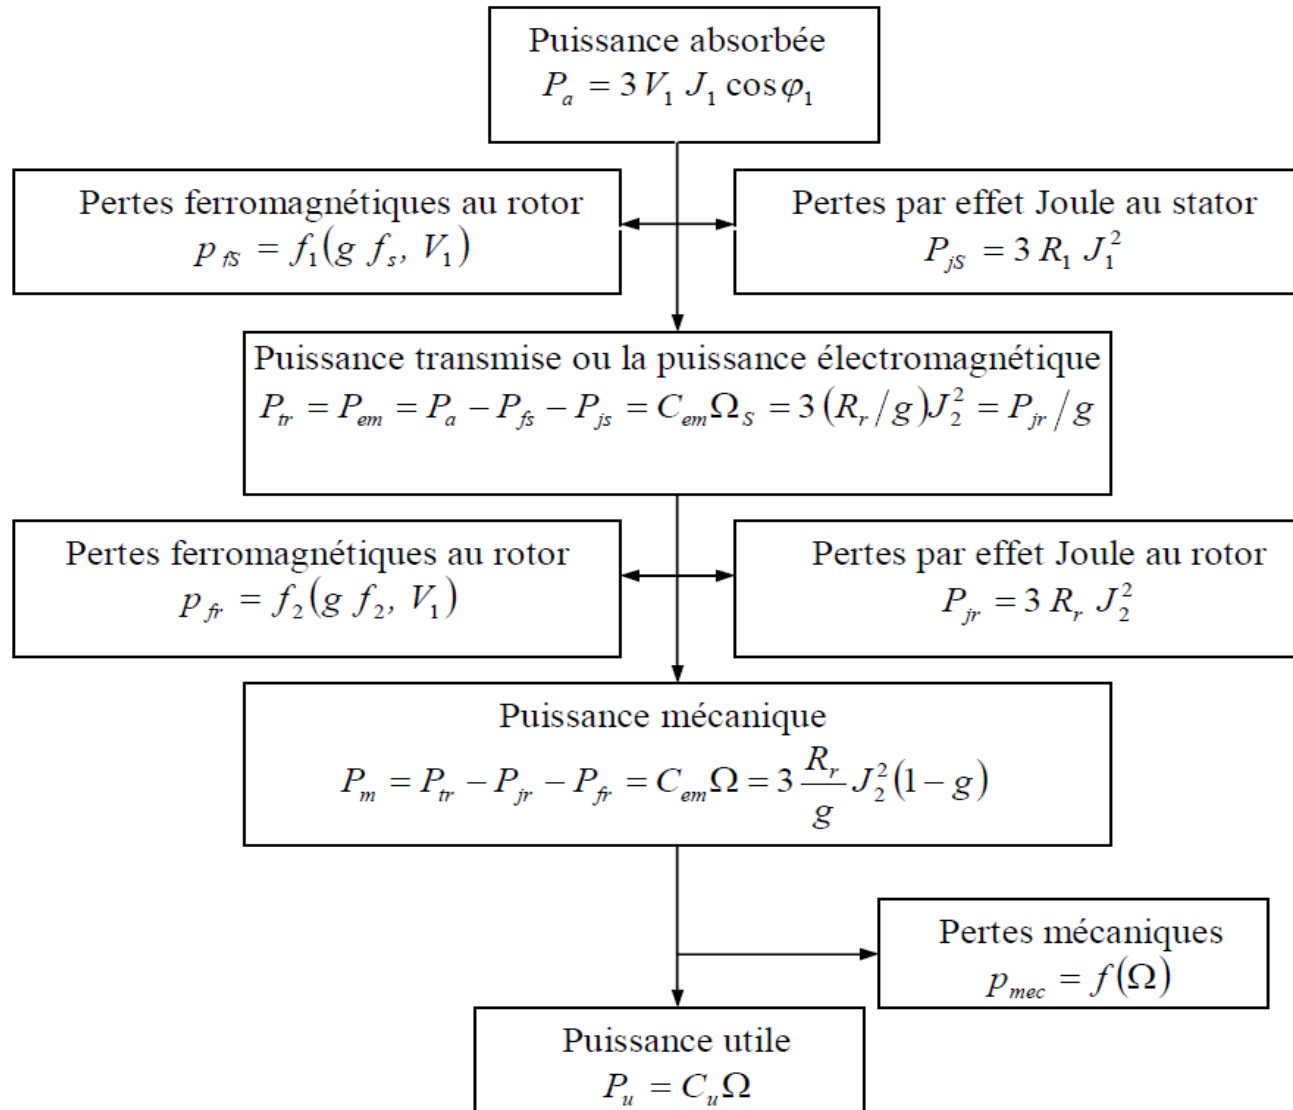 Puissance absorbée
P_a = 3 V_1 J_1 cos φ_1
Pertes ferromagnétiques au rotor
p_fS = f_1(g f_s, V_1)
Pertes par effet Joule au stator
P_jS = 3 R_1 J_1^2
Puissance transmise ou la puissance électromagnétique
P_tr = P_em = P_a − P_fs − P_js = C_em Ω_S = 3 (R_r/g) J_2^2 = P_jr/g
Pertes ferromagnétiques au rotor
p_fr = f_2(g f_2, V_1)
Pertes par effet Joule au rotor
P_jr = 3 R_r J_2^2
Puissance mécanique
P_m = P_tr − P_jr − P_fr = C_em Ω = 3 R_r/g J_2^2 (1 − g)
Pertes mécaniques
p_mec = f(Ω)
Puissance utile
P_u = C_u Ω